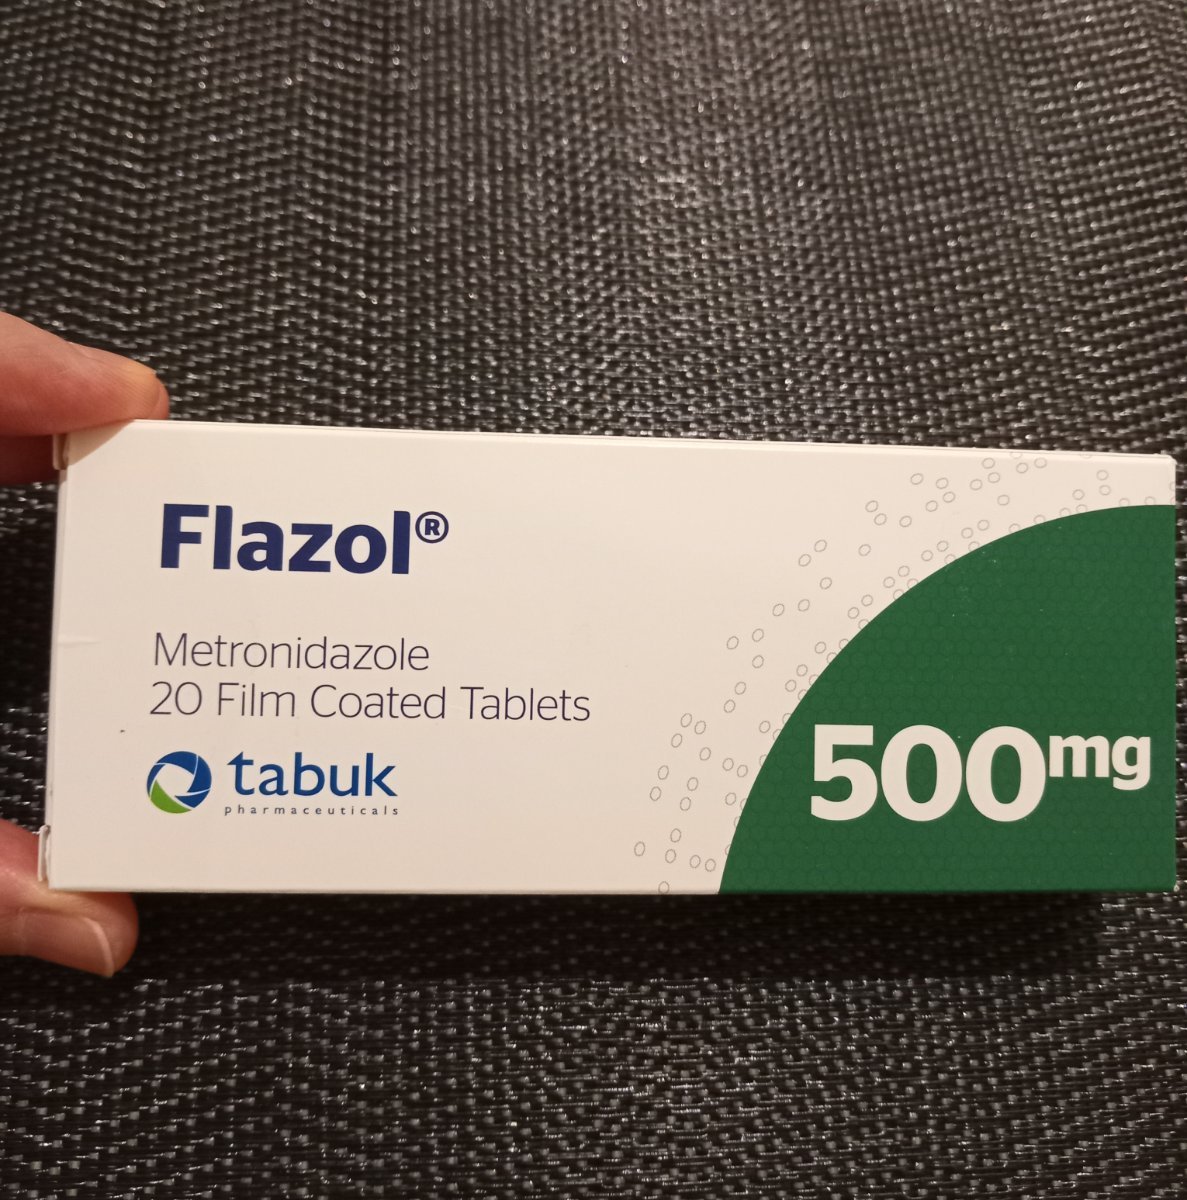 Flazol®
Metronidazole
20 Film Coated Tablets
tabuk
pharmaceuticals
500mg